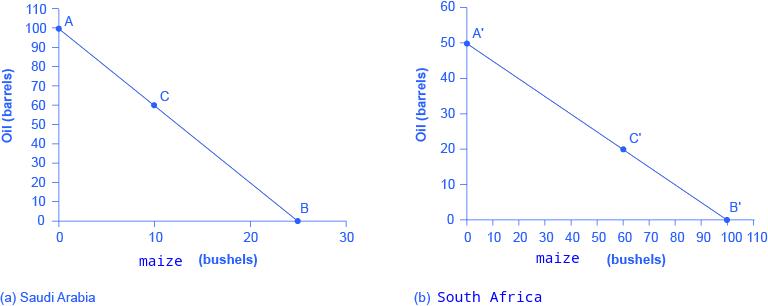 110
100
90
80
70
60
50
40
30
20
10
0
Oil (barrels)
A
C
B
0 10 20 30
maize (bushels)
(a) Saudi Arabia
60
50
40
30
20
10
0
Oil (barrels)
A'
C'
B'
0 10 20 30 40 50 60 70 80 90 100 110
maize (bushels)
(b) South Africa